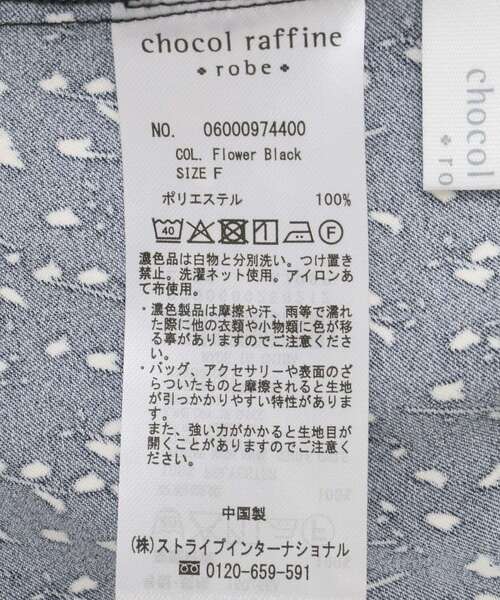 chocol raffine
robe
chocol
ro
NO. 06000974400
COL. Flower Black
SIZE F
ポリエステル 100%
40
F
濃色品は白物と分別洗い。つけ置き
禁止。洗濯ネット使用。アイロンあ
て布使用。
・濃色製品は摩擦や汗、雨等で濡れ
た際に他の衣類や小物類に色が移
る事がありますのでご注意くださ
い。
・バッグ、アクセサリーや表面のざ
らついたものと摩擦されると生地
が引っかかりやすい特性がありま
す。
また、強い力がかかると生地目が
開くことがありますのでご注意く
ださい。
中国製
(株)ストライプインターナショナル
0120-659-591